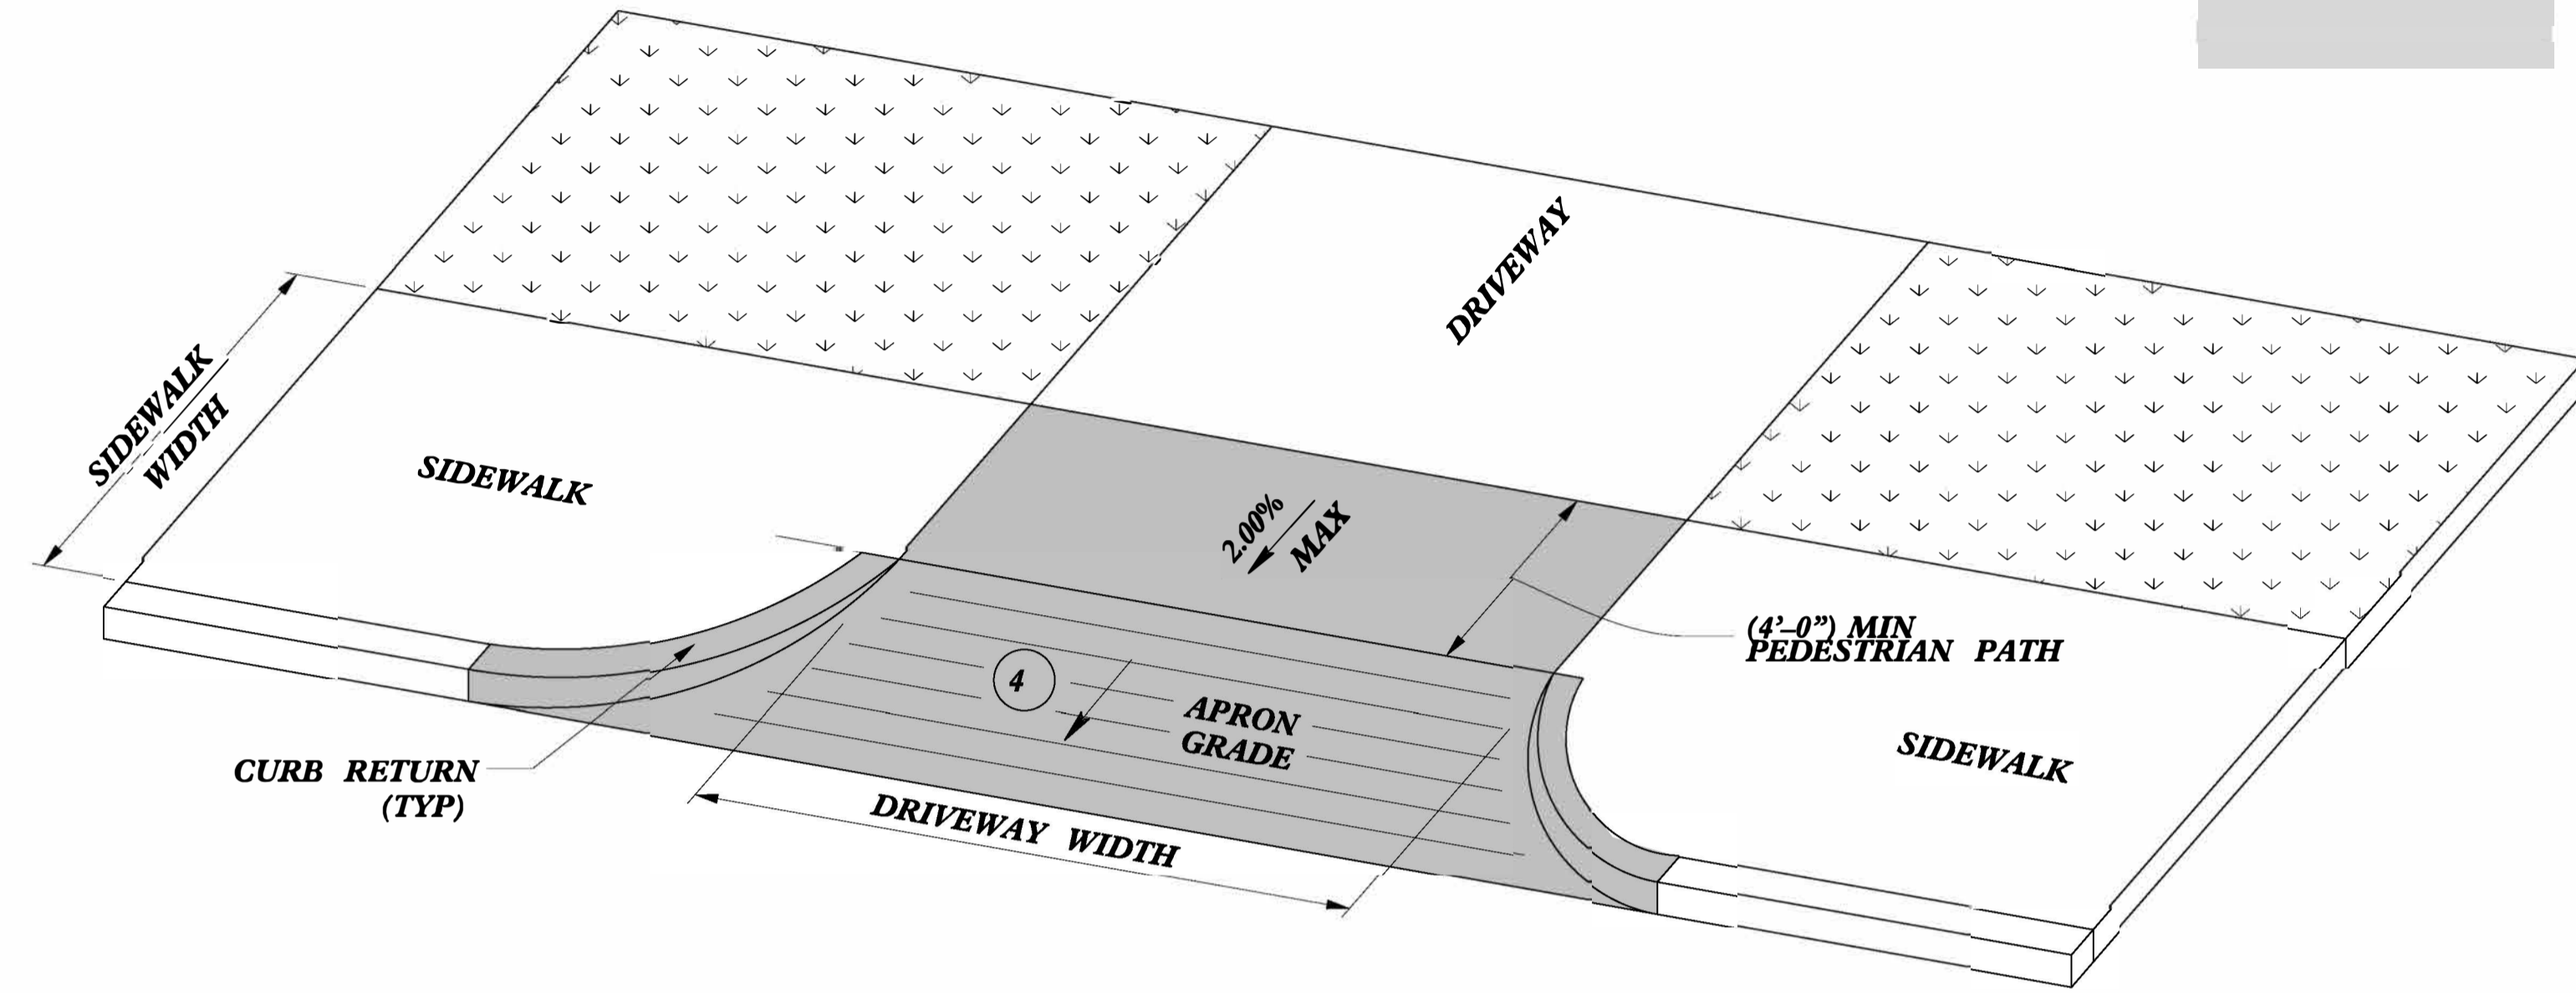 DRIVEWAY
SIDEWALK
WIDTH
SIDEWALK
2.00%
MAX
(4'–0") MIN
PEDESTRIAN PATH
4
APRON
GRADE
SIDEWALK
CURB RETURN
(TYP)
DRIVEWAY WIDTH